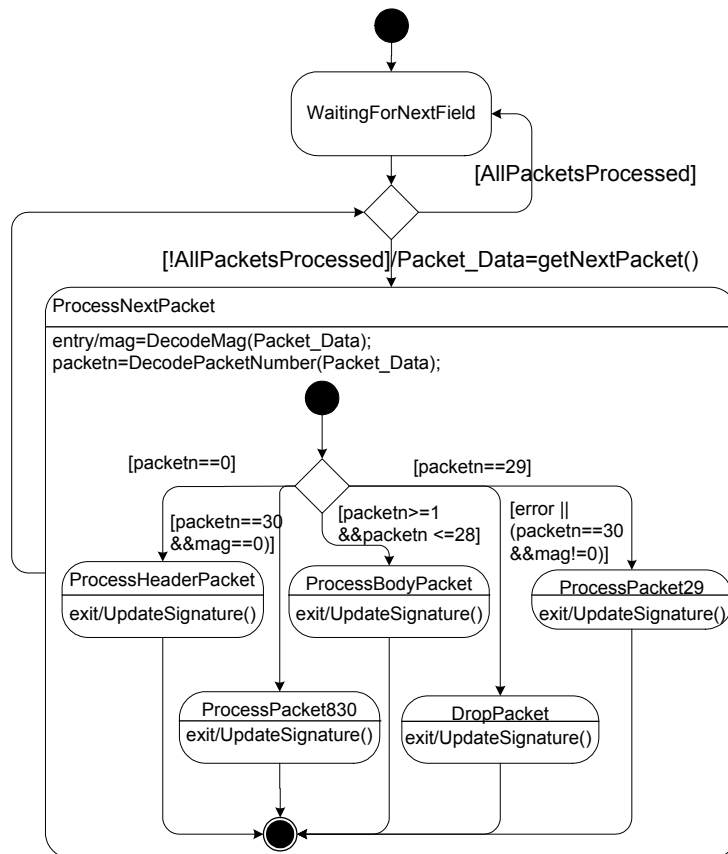 WaitingForNextField
[AllPacketsProcessed]
[!AllPacketsProcessed]/Packet_Data=getNextPacket()
ProcessNextPacket
entry/mag=DecodeMag(Packet_Data);
packetn=DecodePacketNumber(Packet_Data);
[packetn==0]
[packetn==29]
[packetn==30
&&mag==0)]
[packetn>=1
&&packetn <=28]
[error ||
(packetn==30
&&mag!=0)]
ProcessHeaderPacket
exit/UpdateSignature()
ProcessBodyPacket
exit/UpdateSignature()
ProcessPacket29
exit/UpdateSignature()
ProcessPacket830
exit/UpdateSignature()
DropPacket
exit/UpdateSignature()